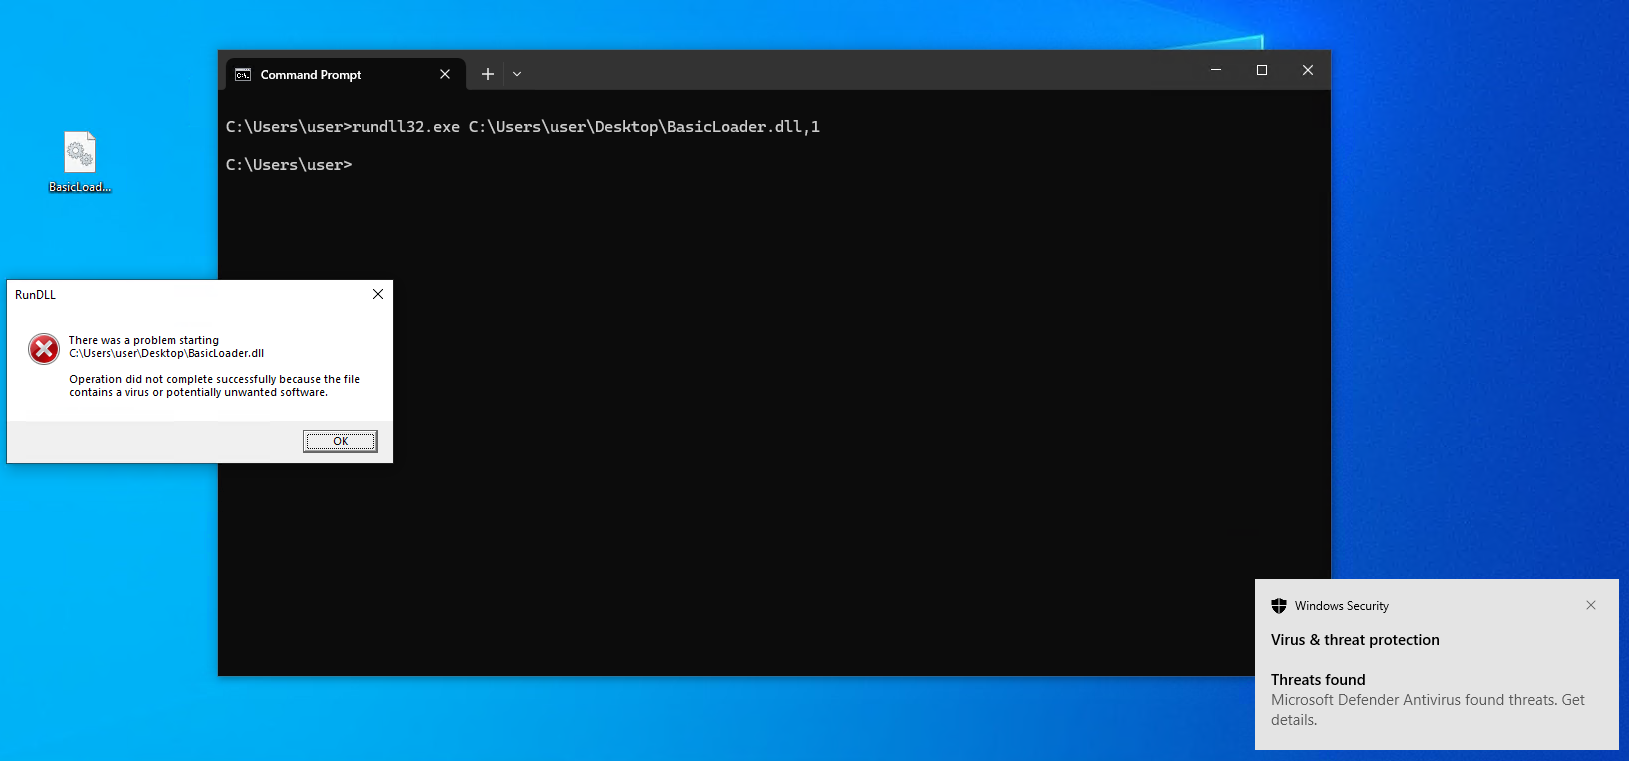 Command Prompt
C:\Users\user>rundll32.exe C:\Users\user\Desktop\BasicLoader.dll,1
C:\Users\user>
BasicLoad...
RunDLL
There was a problem starting
C:\Users\user\Desktop\BasicLoader.dll
Operation did not complete successfully because the file
contains a virus or potentially unwanted software.
OK
Windows Security
Virus & threat protection
Threats found
Microsoft Defender Antivirus found threats. Get
details.